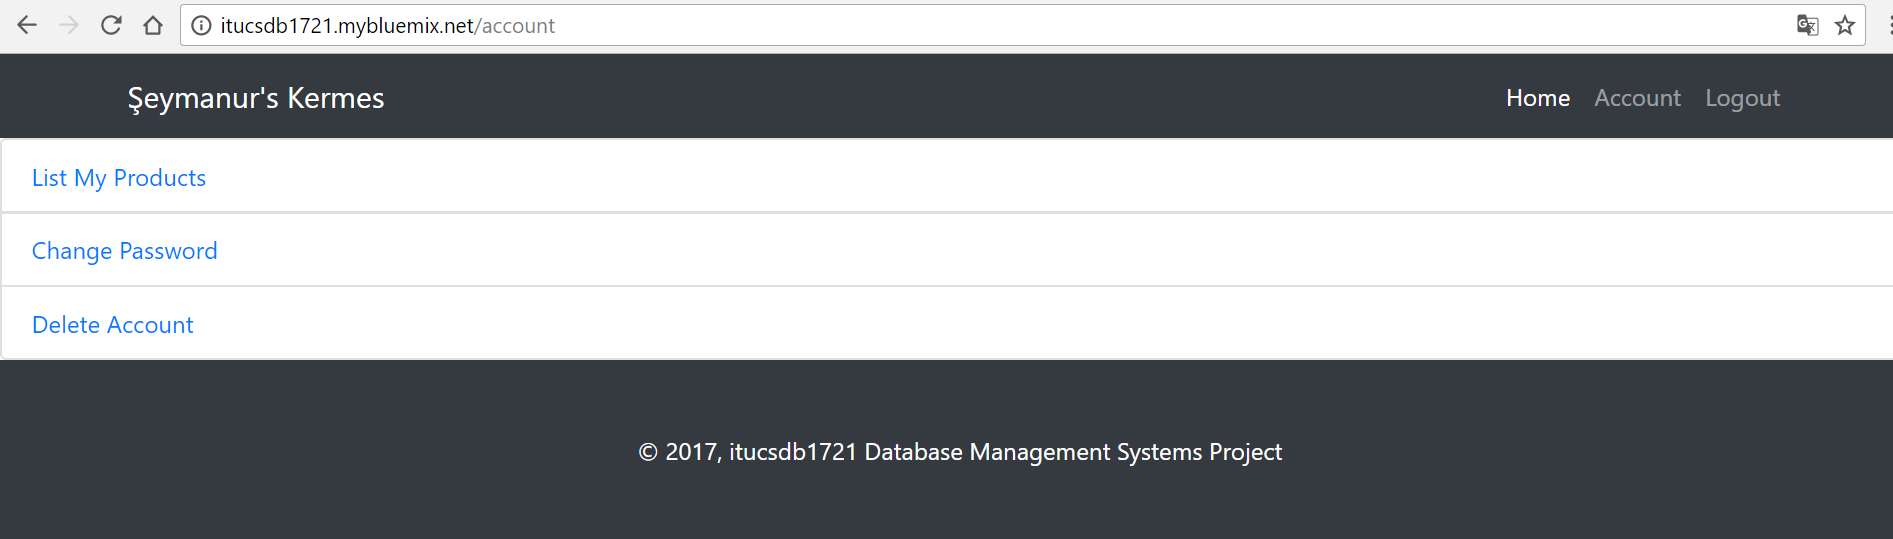 itucsdb1721.mybluemix.net/account
Şeymanur's Kermes Home Account Logout
List My Products
Change Password
Delete Account
© 2017, itucsdb1721 Database Management Systems Project